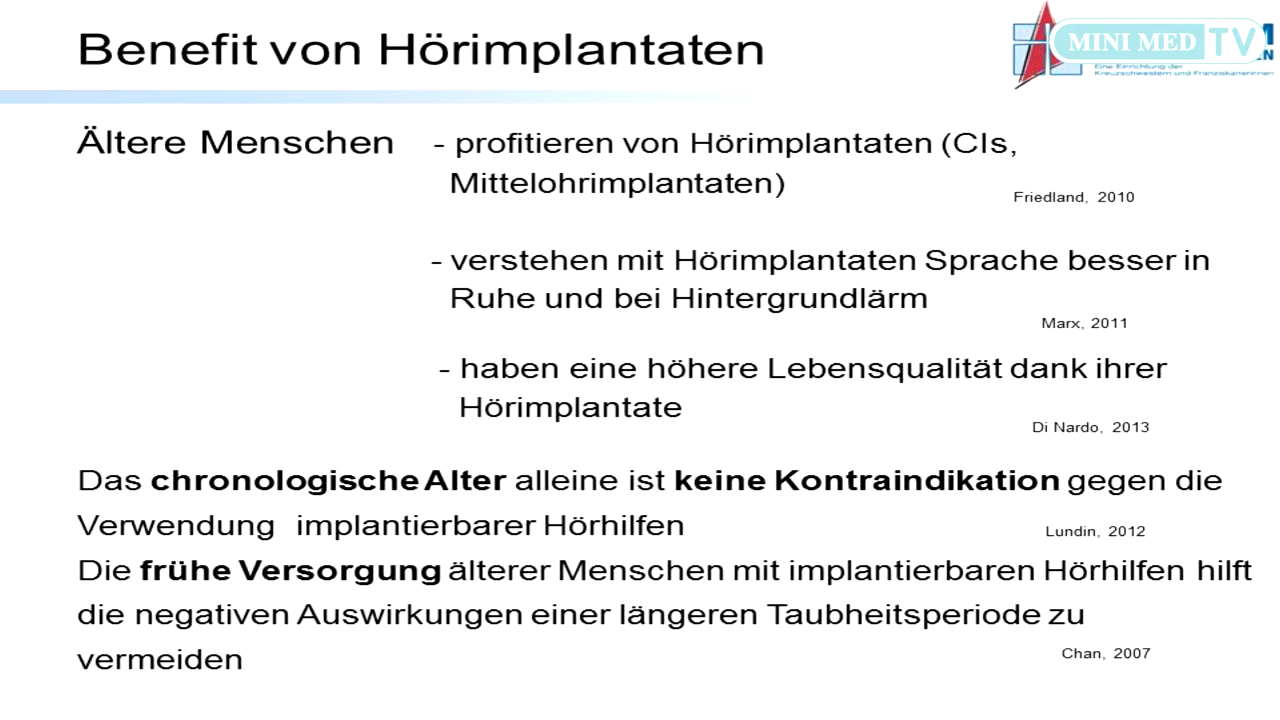 Benefit von Hörimplantaten
MINI MED TV
Eine Einrichtung der
Kreuzschwestern und Franziskanerinnen
Ältere Menschen - profitieren von Hörimplantaten (CIs,
Mittelohrimplantaten)
Friedland, 2010
- verstehen mit Hörimplantaten Sprache besser in
Ruhe und bei Hintergrundlärm
Marx, 2011
- haben eine höhere Lebensqualität dank ihrer
Hörimplantate
Di Nardo, 2013
Das chronologische Alter alleine ist keine Kontraindikation gegen die
Verwendung implantierbarer Hörhilfen
Lundin, 2012
Die frühe Versorgung älterer Menschen mit implantierbaren Hörhilfen hilft
die negativen Auswirkungen einer längeren Taubheitsperiode zu
vermeiden
Chan, 2007